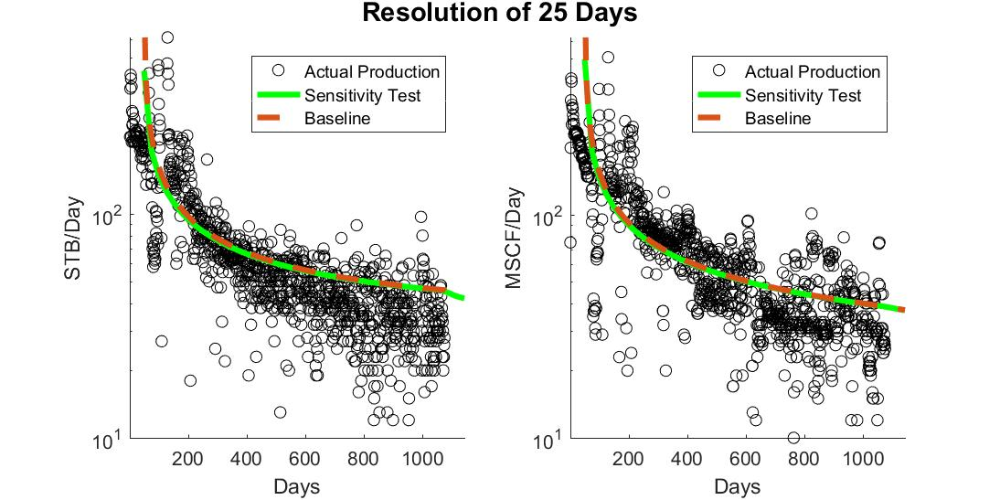 Resolution of 25 Days
Actual Production
Sensitivity Test
Baseline
STB/Day
10^2
10^1
200 400 600 800 1000
Days
Actual Production
Sensitivity Test
Baseline
MSCF/Day
10^2
10^1
200 400 600 800 1000
Days